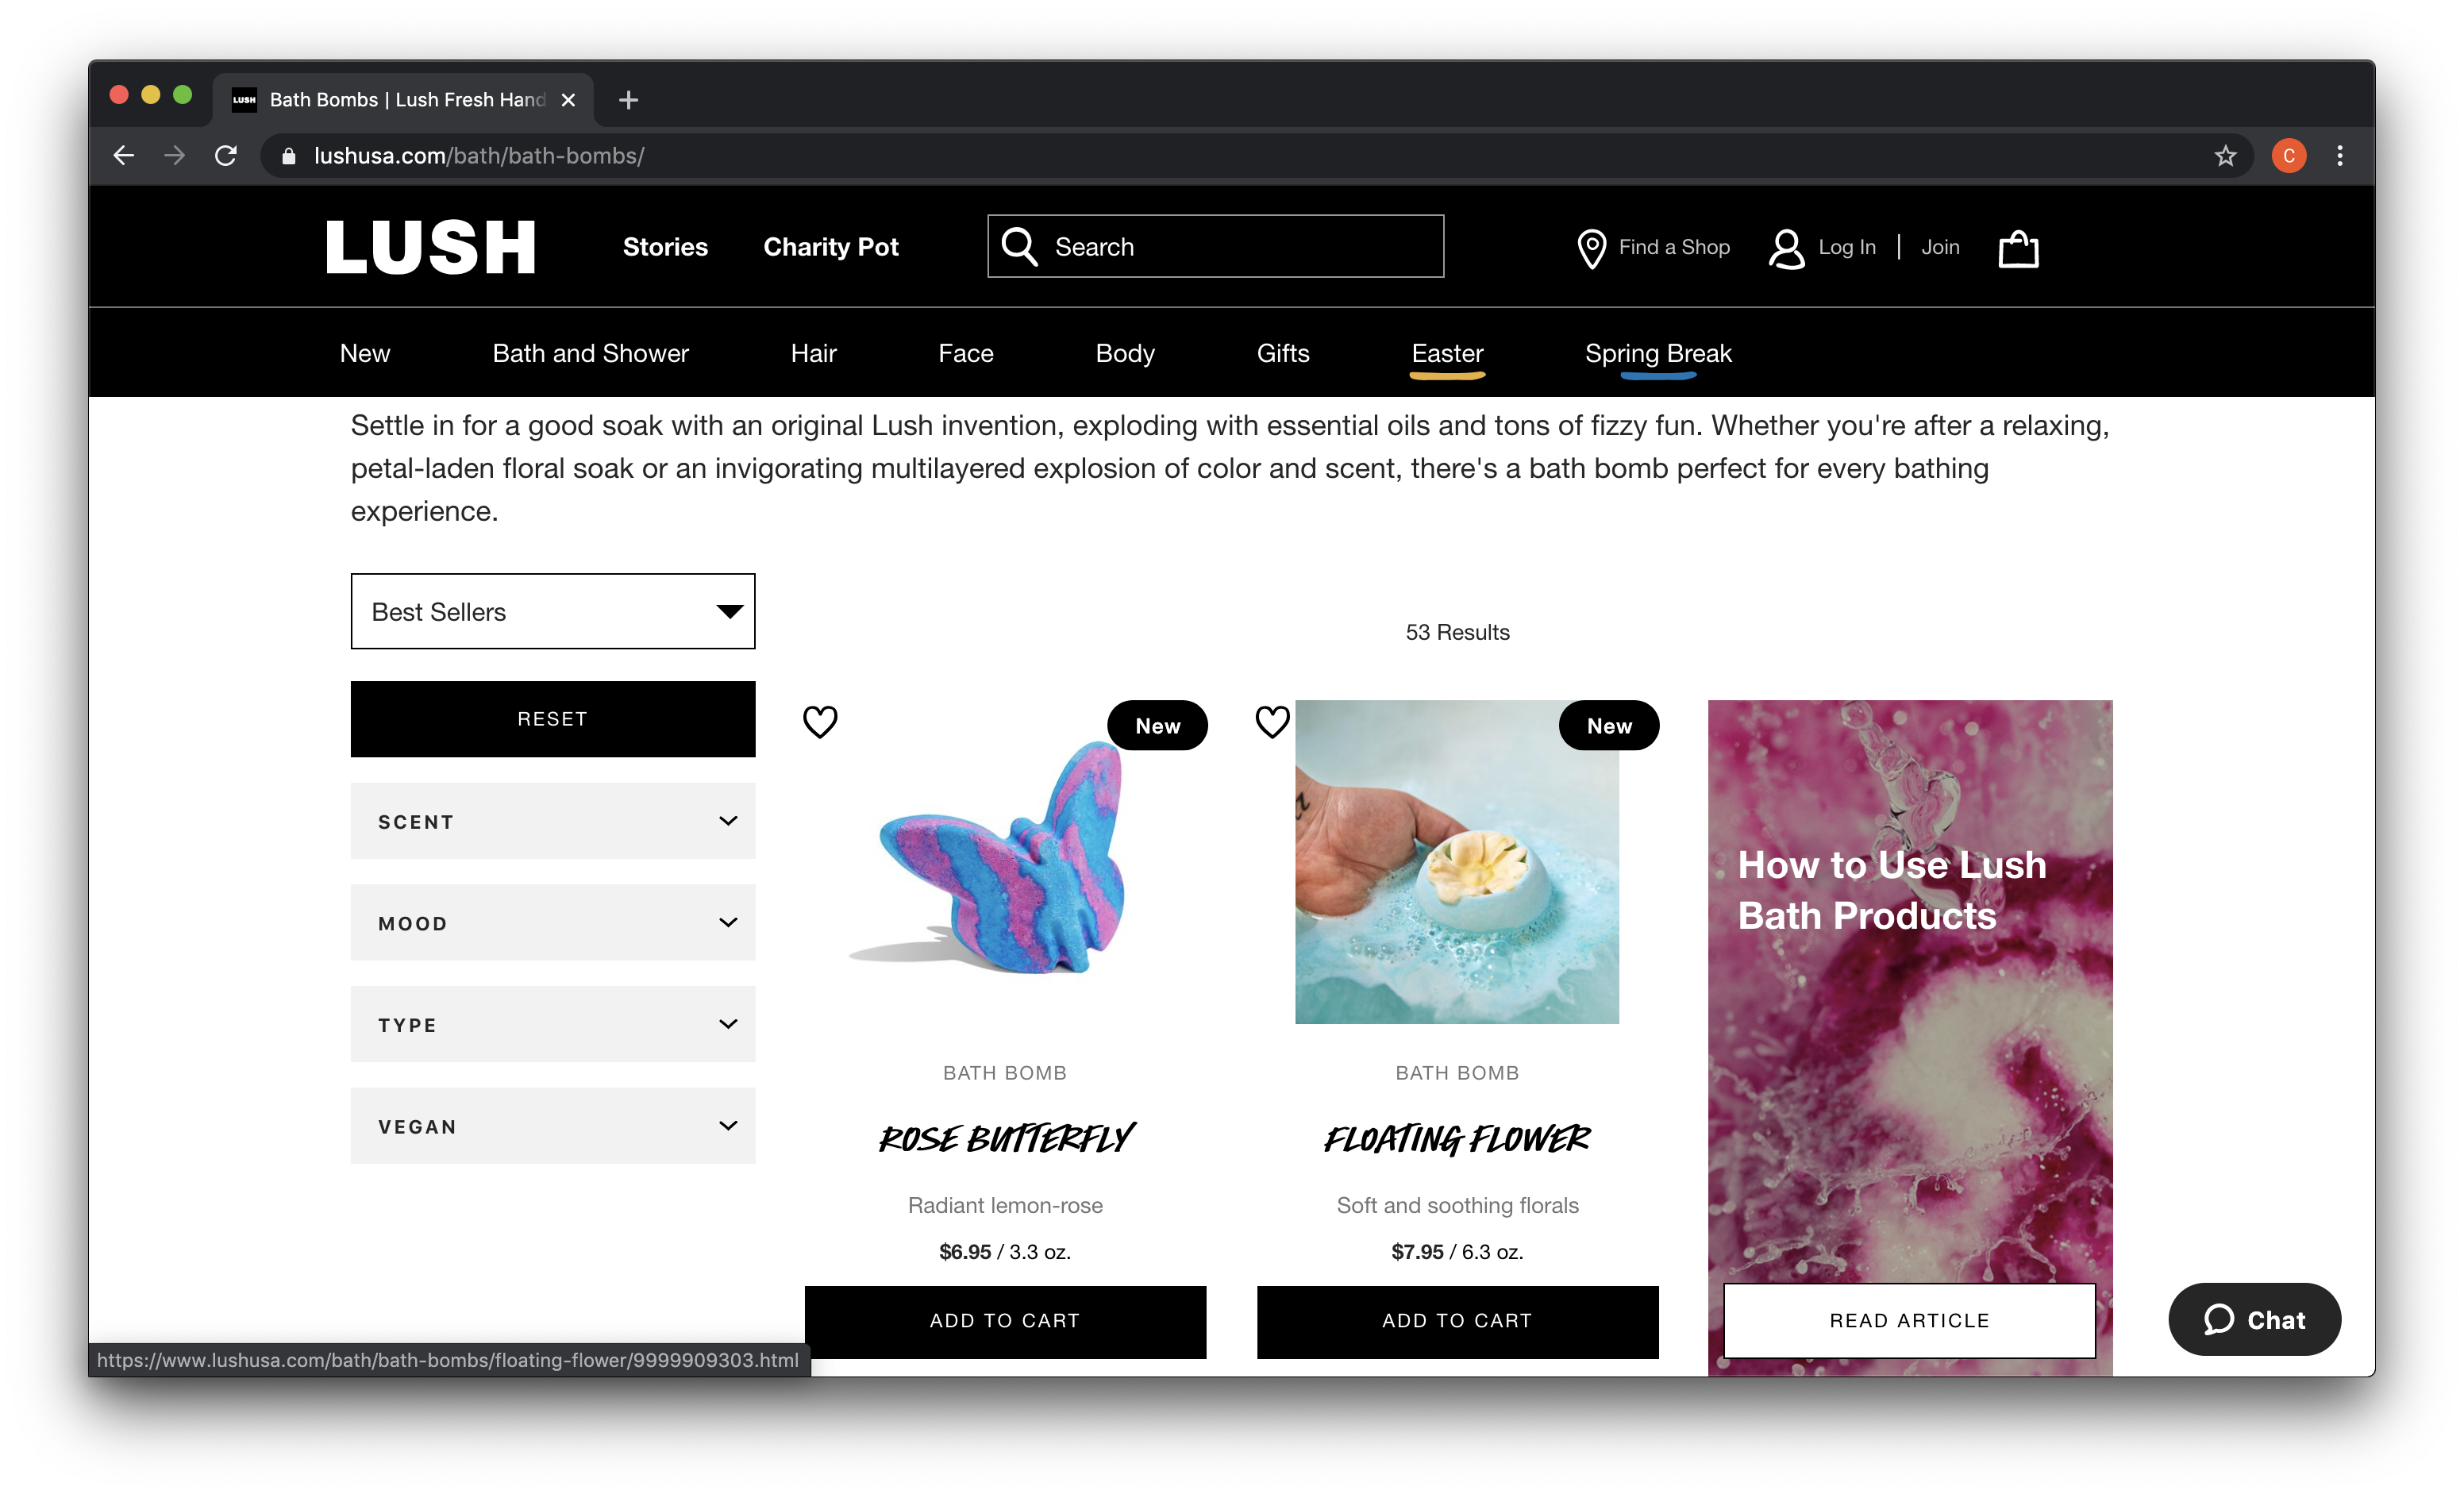 LUSH Bath Bombs | Lush Fresh Hand
lushusa.com/bath/bath-bombs/
C
LUSH
Stories
Charity Pot
Search
Find a Shop
Log In | Join
New
Bath and Shower
Hair
Face
Body
Gifts
Easter
Spring Break
Settle in for a good soak with an original Lush invention, exploding with essential oils and tons of fizzy fun. Whether you're after a relaxing,
petal-laden floral soak or an invigorating multilayered explosion of color and scent, there's a bath bomb perfect for every bathing
experience.
Best Sellers
53 Results
RESET
SCENT
MOOD
TYPE
VEGAN
New
BATH BOMB
ROSE BUTTERFLY
Radiant lemon-rose
$6.95 / 3.3 oz.
ADD TO CART
New
BATH BOMB
FLOATING FLOWER
Soft and soothing florals
$7.95 / 6.3 oz.
ADD TO CART
How to Use Lush
Bath Products
READ ARTICLE
Chat
https://www.lushusa.com/bath/bath-bombs/floating-flower/9999909303.html